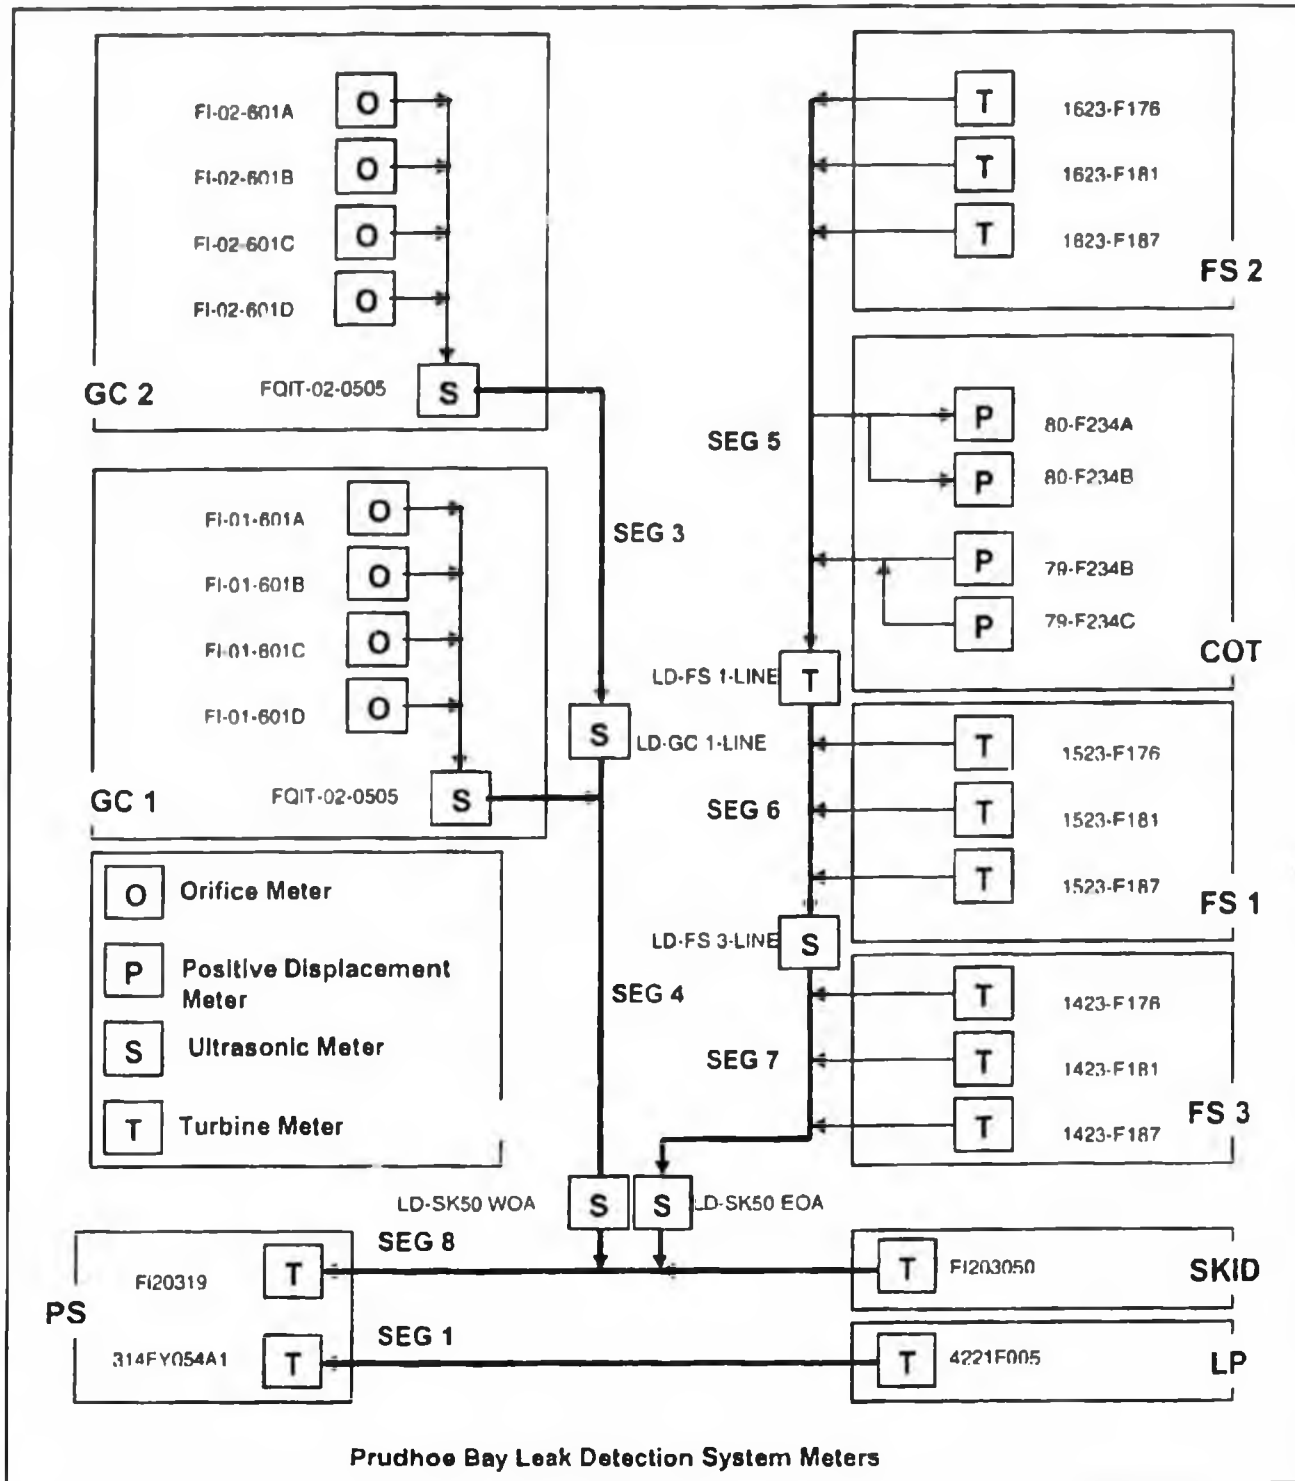 FI-02-601A
O
FI-02-601B
O
FI-02-601C
O
FI-02-601D
O
FQIT-02-0505
S
GC 2
FI-01-601A
O
FI-01-601B
O
FI-01-601C
O
FI-01-601D
O
FQIT-02-0505
S
GC 1
SEG 3
S
LD-GC 1-LINE
SEG 4
O Orifice Meter
P Positive Displacement
Meter
S Ultrasonic Meter
T Turbine Meter
T 1623-F176
T 1623-F181
T 1623-F187
FS 2
SEG 5
P 80-F234A
P 80-F234B
P 79-F234B
P 79-F234C
COT
LD-FS 1-LINE T
T 1523-F176
SEG 6
T 1523-F181
T 1523-F187
FS 1
LD-FS 3-LINE S
T 1423-F176
SEG 7
T 1423-F181
T 1423-F187
FS 3
LD-SK50 WOA S
S LD-SK50 EOA
SEG 8
FI20319 T
T FI203050
SKID
PS
SEG 1
314FY054A1 T
T 4221F005
LP
Prudhoe Bay Leak Detection System Meters